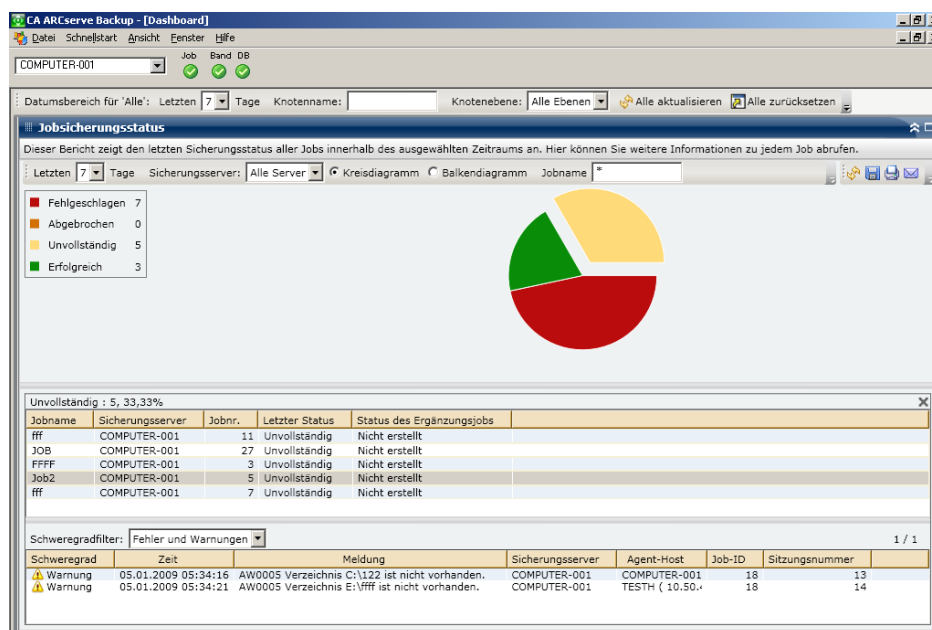 CA ARCserve Backup - [Dashboard]
Datei Schnellstart Ansicht Fenster Hilfe
COMPUTER-001 Job Band DB
Datumsbereich für 'Alle': Letzten 7 Tage Knotenname: Knotenebene: Alle Ebenen Alle aktualisieren Alle zurücksetzen
Jobsicherungsstatus
Dieser Bericht zeigt den letzten Sicherungsstatus aller Jobs innerhalb des ausgewählten Zeitraums an. Hier können Sie weitere Informationen zu jedem Job abrufen.
Letzten 7 Tage Sicherungsserver: Alle Server Kreisdiagramm Balkendiagramm Jobname *
Fehlgeschlagen 7
Abgebrochen 0
Unvollständig 5
Erfolgreich 3
Unvollständig : 5, 33,33%
Jobname Sicherungsserver Jobnr. Letzter Status Status des Ergänzungsjobs
fff COMPUTER-001 11 Unvollständig Nicht erstellt
JOB COMPUTER-001 27 Unvollständig Nicht erstellt
FFFF COMPUTER-001 3 Unvollständig Nicht erstellt
Job2 COMPUTER-001 5 Unvollständig Nicht erstellt
fff COMPUTER-001 7 Unvollständig Nicht erstellt
Schweregradfilter: Fehler und Warnungen 1 / 1
Schweregrad Zeit Meldung Sicherungsserver Agent-Host Job-ID Sitzungsnummer
Warnung 05.01.2009 05:34:16 AW0005 Verzeichnis C:\122 ist nicht vorhanden. COMPUTER-001 COMPUTER-001 18 13
Warnung 05.01.2009 05:34:21 AW0005 Verzeichnis E:\ffff ist nicht vorhanden. COMPUTER-001 TESTH ( 10.50. 18 14